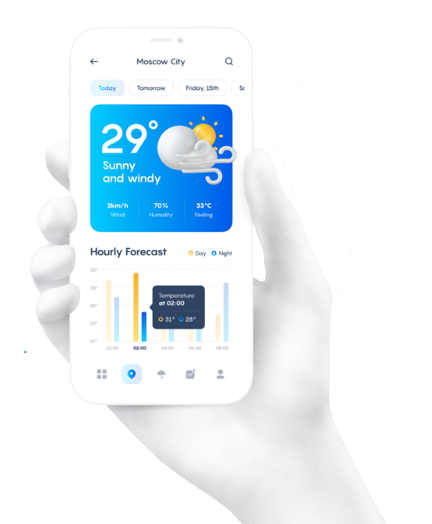 Moscow City
Today Tomorrow Friday, 15th
29°
Sunny
and windy
3km/h 70% 33°C
Wind Humidity Feeling
Hourly Forecast Day Night
35°
30°
25°
20°
15°
Temperature
at 02:00
31° 28°
12:00 02:00 04:00 06:00 08:00